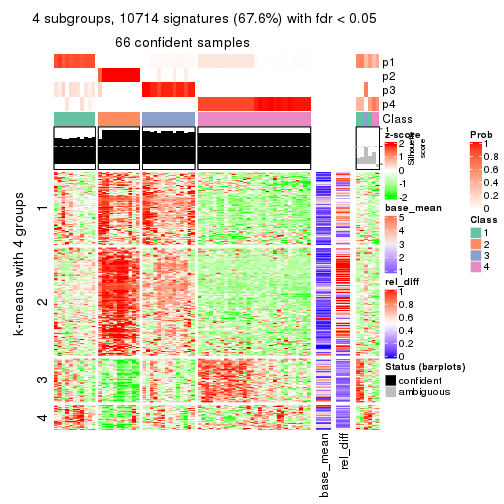 4 subgroups, 10714 signatures (67.6%) with fdr < 0.05
66 confident samples
p1
p2
p3
p4
Class
1
Silhouette
score
k-means with 4 groups
1
2
3
4
base_mean
rel_diff
z-score
2
1
0
-1
-2
base_mean
5
4
3
2
1
rel_diff
1
0.8
0.6
0.4
0.2
0
Status (barplots)
confident
ambiguous
Prob
1
0.8
0.6
0.4
0.2
0
Class
1
2
3
4